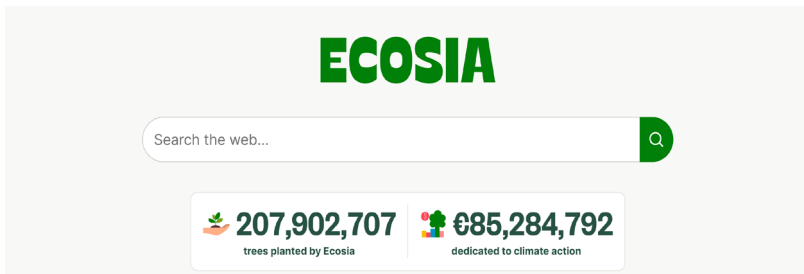 ECOSIA
Search the web...
207,902,707 €85,284,792
trees planted by Ecosia dedicated to climate action